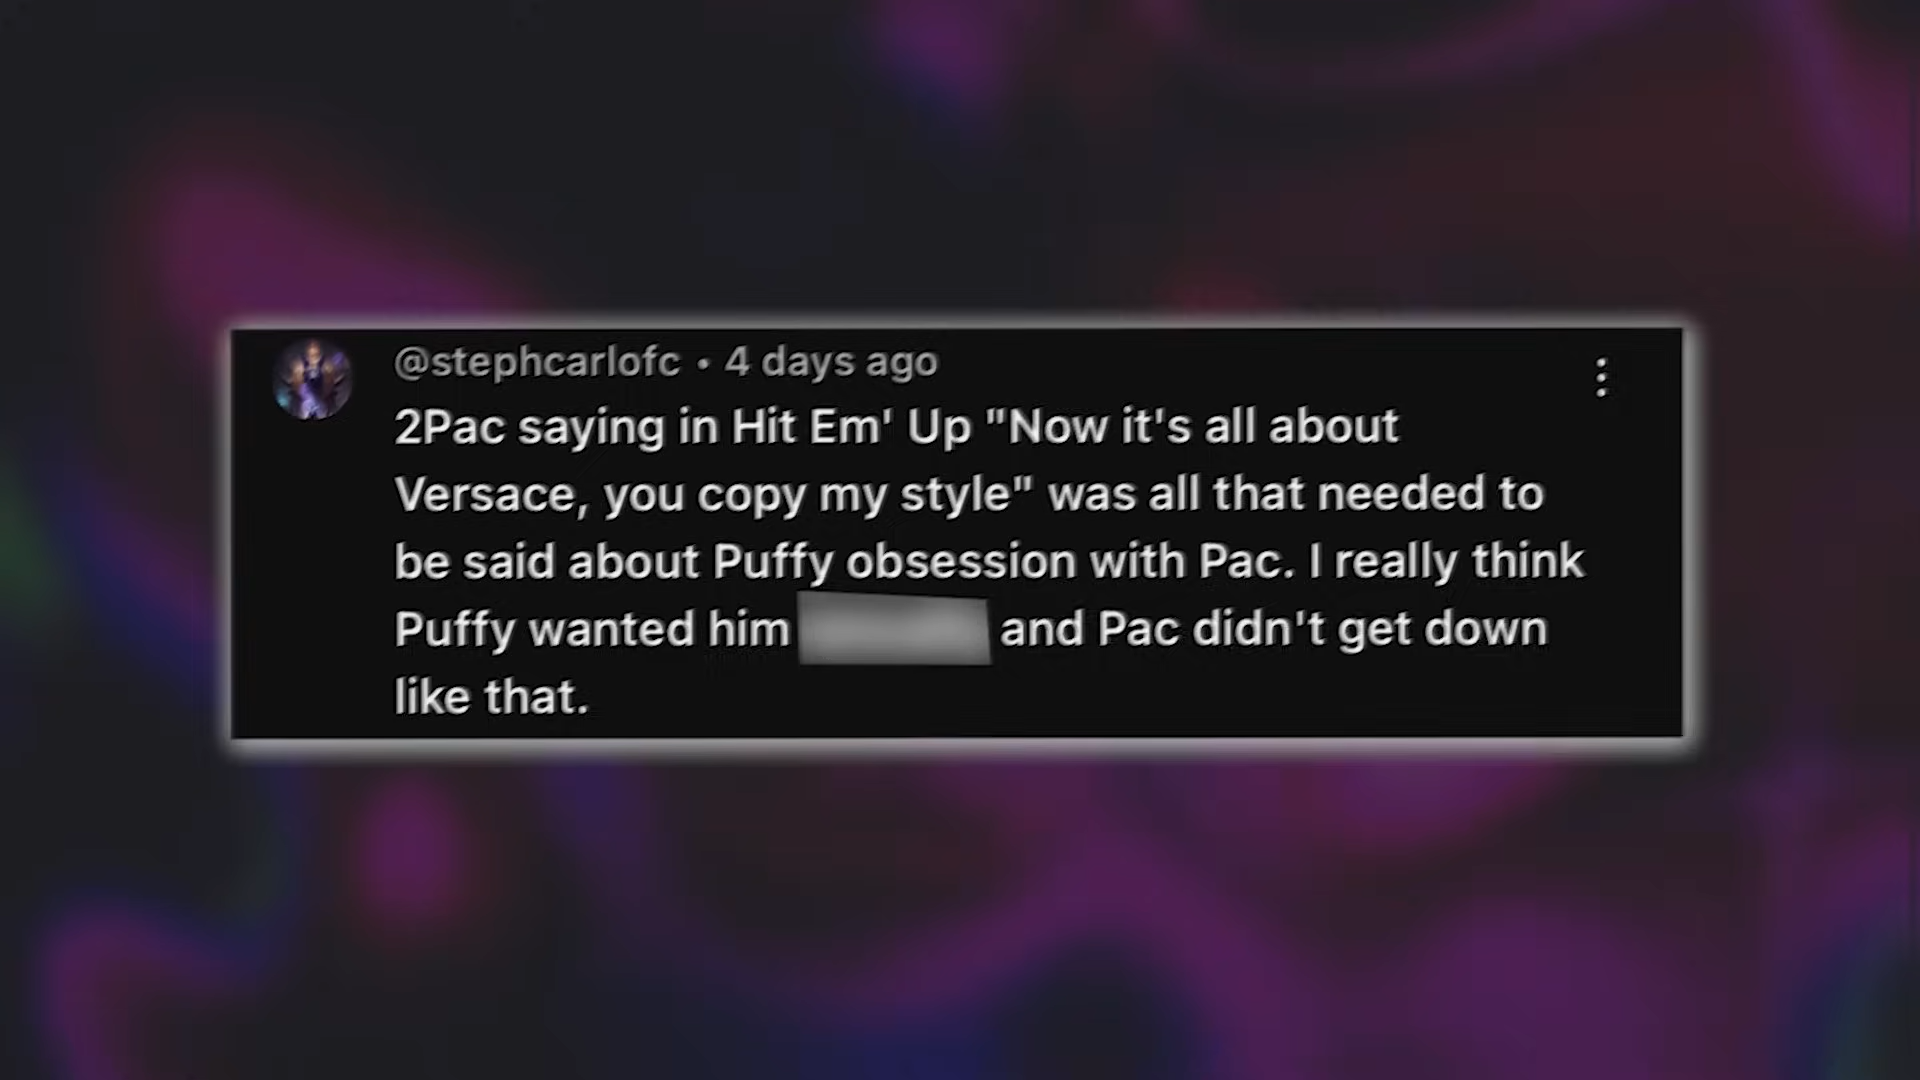 @stephcarlofc • 4 days ago
2Pac saying in Hit Em' Up "Now it's all about
Versace, you copy my style" was all that needed to
be said about Puffy obsession with Pac. I really think
Puffy wanted him and Pac didn't get down
like that.